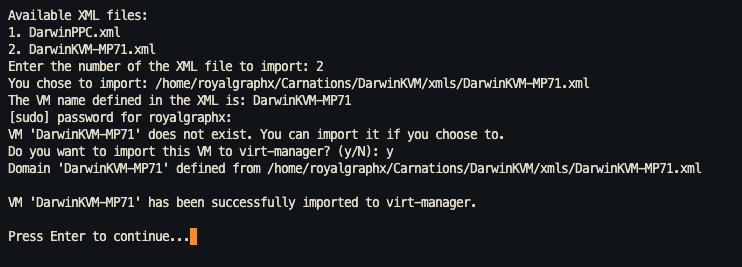 Available XML files:
1. DarwinPPC.xml
2. DarwinKVM-MP71.xml
Enter the number of the XML file to import: 2
You chose to import: /home/royalgraphx/Carnations/DarwinKVM/xmls/DarwinKVM-MP71.xml
The VM name defined in the XML is: DarwinKVM-MP71
[sudo] password for royalgraphx:
VM 'DarwinKVM-MP71' does not exist. You can import it if you choose to.
Do you want to import this VM to virt-manager? (y/N): y
Domain 'DarwinKVM-MP71' defined from /home/royalgraphx/Carnations/DarwinKVM/xmls/DarwinKVM-MP71.xml
VM 'DarwinKVM-MP71' has been successfully imported to virt-manager.
Press Enter to continue...